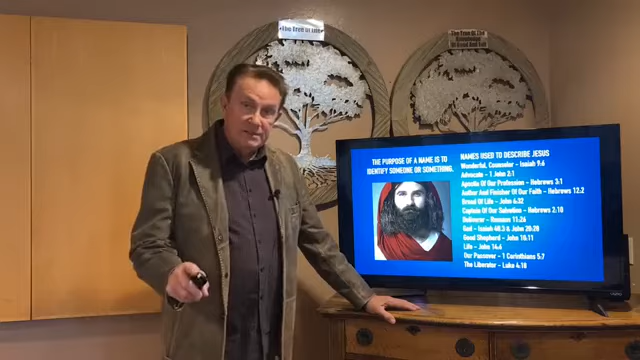 The Tree Of Life
The Tree Of The
Knowledge
Of Good And Evil
THE PURPOSE OF A NAME IS TO
IDENTIFY SOMEONE OR SOMETHING.
NAMES USED TO DESCRIBE JESUS
Wonderful, Counselor - Isaiah 9.6
Advocate - 1 John 2:1
Apostle Of Our Profession - Hebrews 3:1
Author And Finisher Of Our Faith - Hebrews 12.2
Bread Of Life - John 6.32
Captain Of Our Salvation - Hebrews 2:10
Deliverer - Romans 11.26
God - Isaiah 40.3 & John 20.28
Good Shepherd - John 10.11
Life - John 14.6
Our Passover - 1 Corinthians 5.7
The Liberator - Luke 4.18